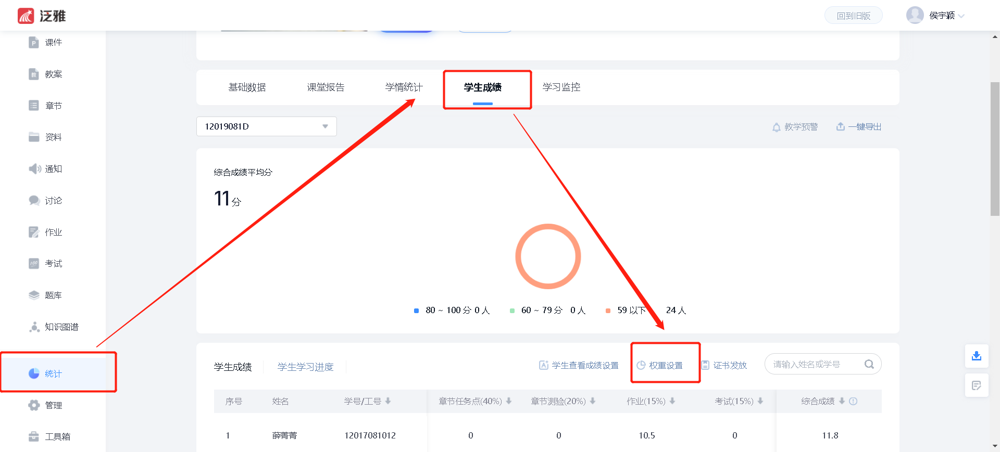 泛雅
回到旧版
侯宇颖
课件
教案
章节
资料
通知
讨论
作业
考试
题库
知识图谱
统计
管理
工具箱
基础数据 课堂报告 学情统计 学生成绩 学习监控
12019081D
教学预警 一键导出
综合成绩平均分
11分
80 ~ 100 分 0 人 60 ~ 79 分 0 人 59 以下 24 人
学生成绩 学生学习进度
学生查看成绩设置 权重设置 证书发放 请输入姓名或学号
序号 姓名 学号/工号 章节任务点(40%) 章节测验(20%) 作业(15%) 考试(15%) 综合成绩
1 薛菁菁 12017081012 0 0 10.5 0 11.8